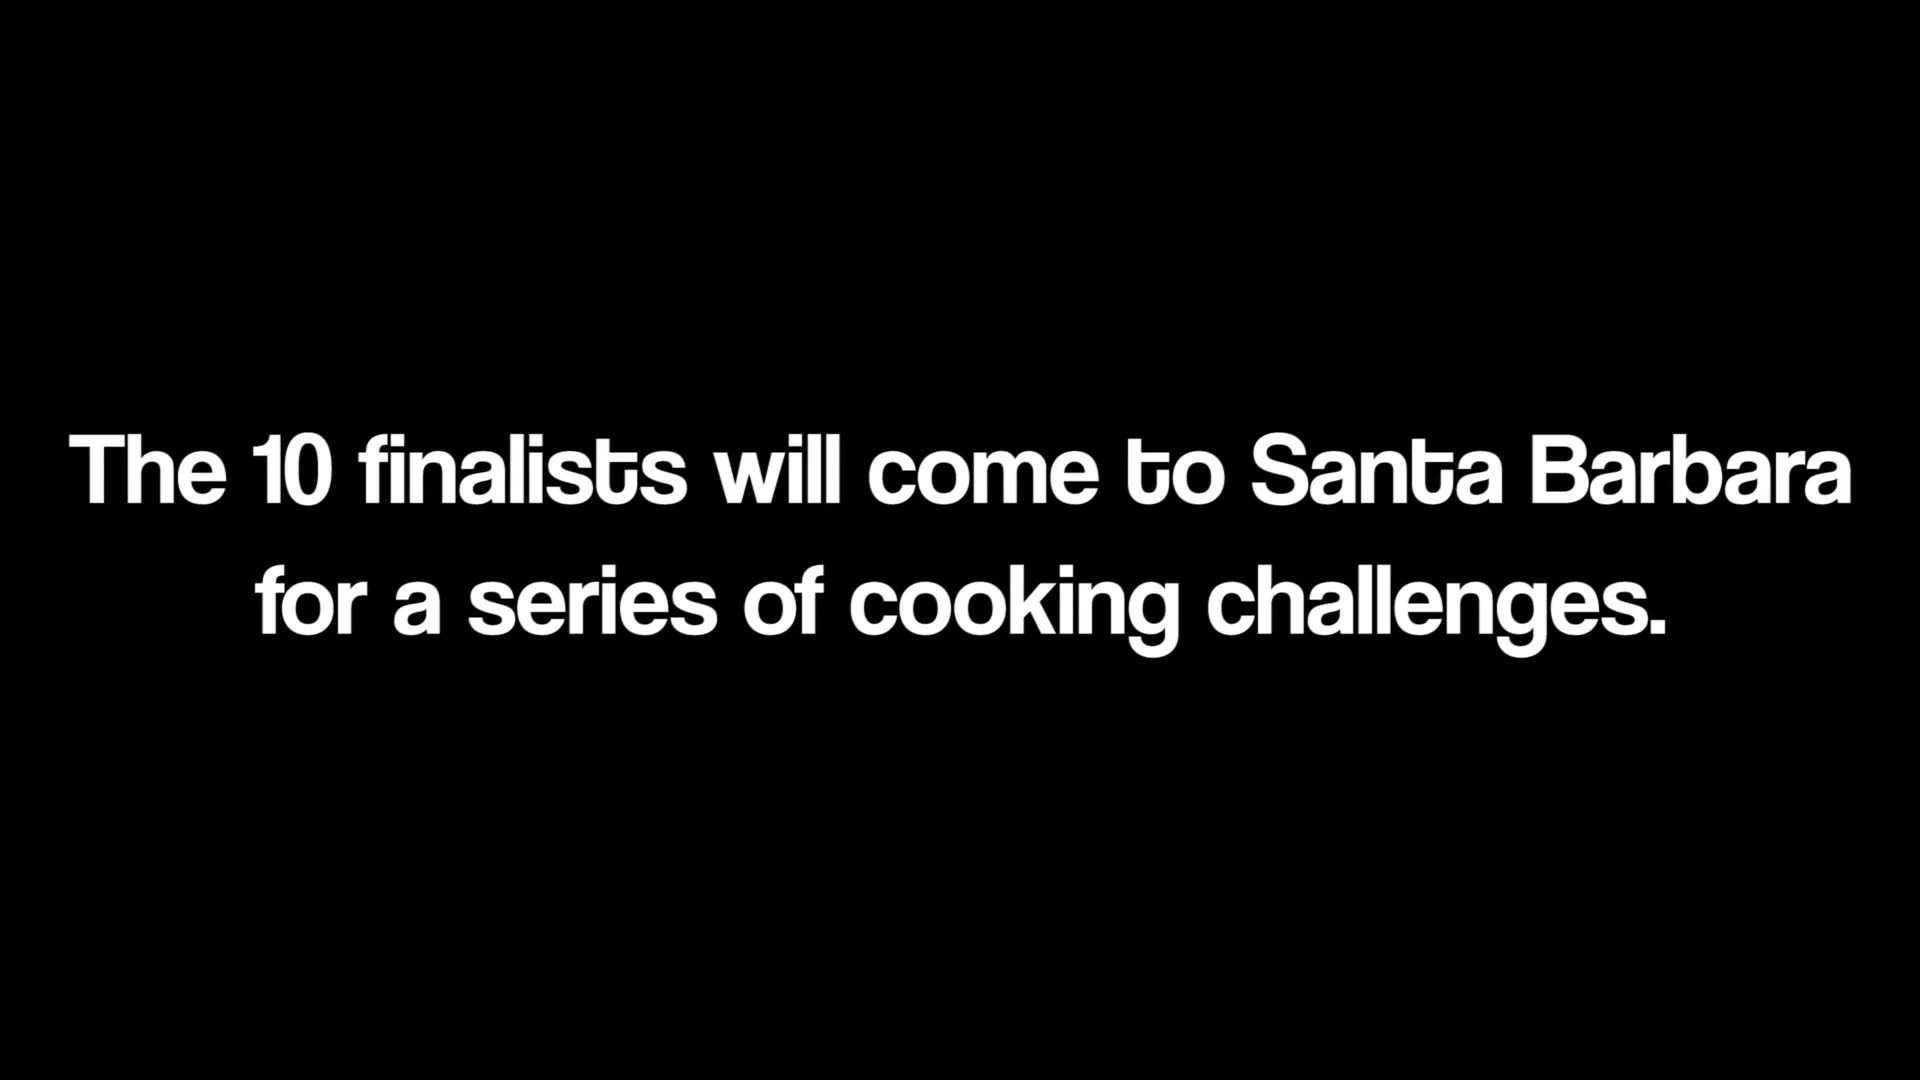 The 10 finalists will come to Santa Barbara
for a series of cooking challenges.